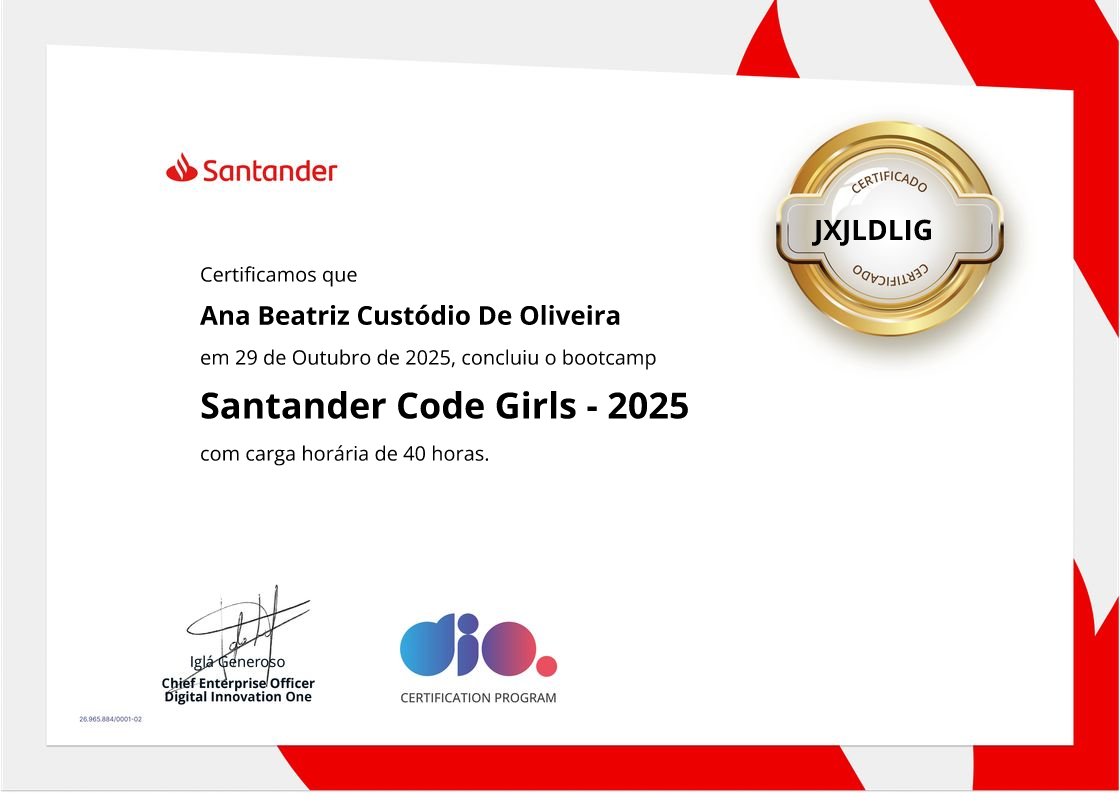 Santander
CERTIFICADO
JXJLDLIG
CERTIFICADO
Certificamos que
Ana Beatriz Custódio De Oliveira
em 29 de Outubro de 2025, concluiu o bootcamp
Santander Code Girls - 2025
com carga horária de 40 horas.
Iglá Generoso
Chief Enterprise Officer
Digital Innovation One
dio.
CERTIFICATION PROGRAM
26.965.884/0001-02